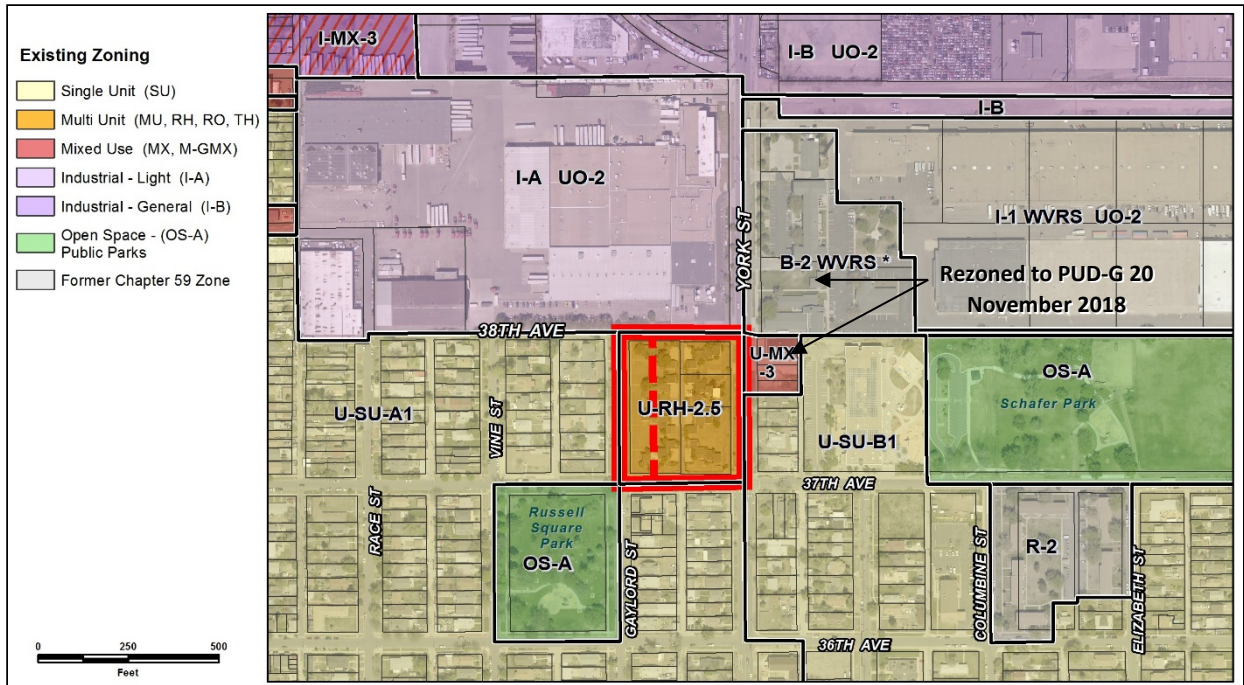 Existing Zoning
Single Unit (SU)
Multi Unit (MU, RH, RO, TH)
Mixed Use (MX, M-GMX)
Industrial - Light (I-A)
Industrial - General (I-B)
Open Space - (OS-A)
Public Parks
Former Chapter 59 Zone
0 250 500
Feet
I-MX-3
I-B UO-2
I-B
I-A UO-2
YORK ST
I-1 WVRS UO-2
B-2 WVRS *
Rezoned to PUD-G 20
November 2018
38TH AVE
U-MX
-3
OS-A
Schafer Park
U-SU-A1
VINE ST
U-RH-2.5
U-SU-B1
37TH AVE
RACE ST
Russell
Square
Park
OS-A
GAYLORD ST
COLUMBINE ST
R-2
ELIZABETH ST
36TH AVE